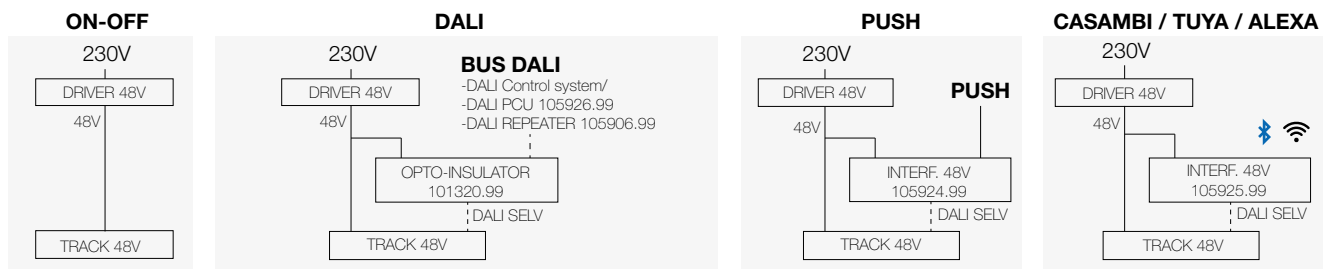 ON-OFF
230V
DRIVER 48V
48V
TRACK 48V
DALI
230V
DRIVER 48V
48V
BUS DALI
-DALI Control system/
-DALI PCU 105926.99
-DALI REPEATER 105906.99
OPTO-INSULATOR
101320.99
DALI SELV
TRACK 48V
PUSH
230V
DRIVER 48V
PUSH
48V
INTERF. 48V
105924.99
DALI SELV
TRACK 48V
CASAMBI / TUYA / ALEXA
230V
DRIVER 48V
48V
INTERF. 48V
105925.99
DALI SELV
TRACK 48V